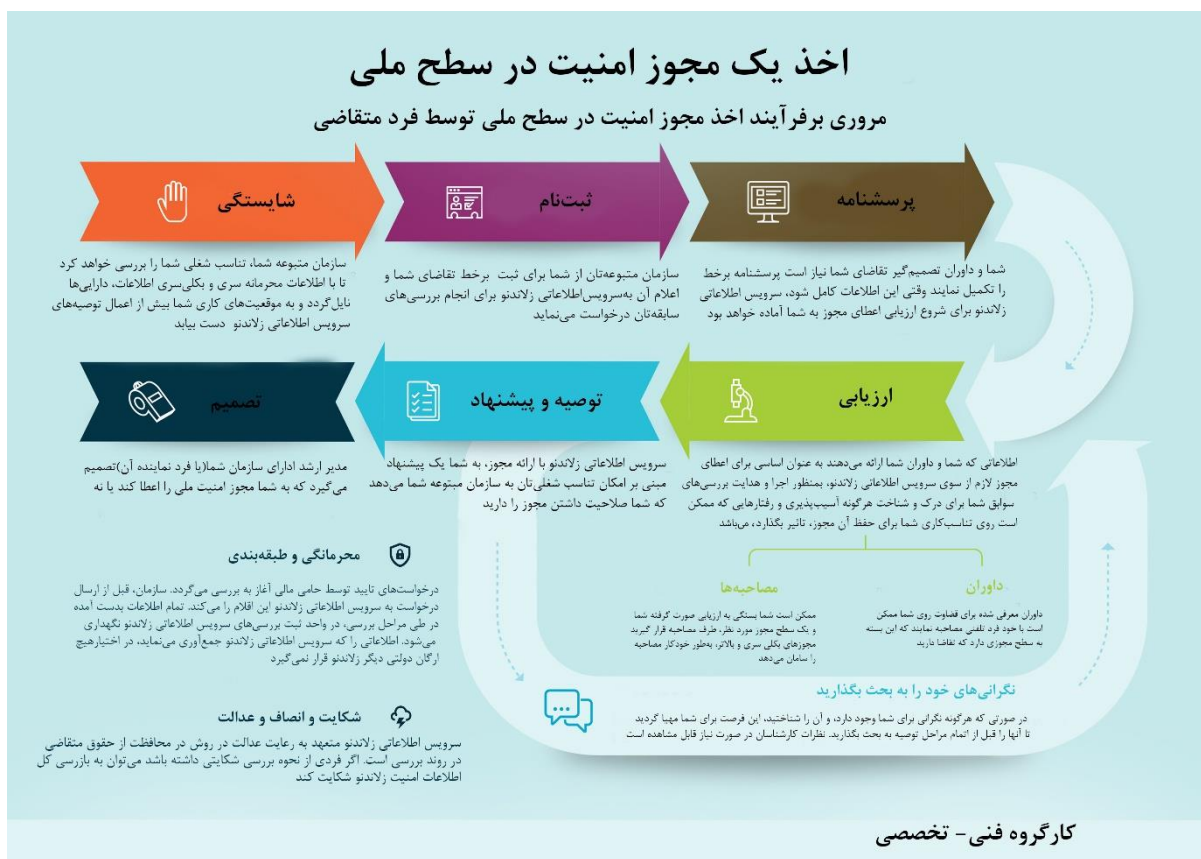 اخذ یک مجوز امنیت در سطح ملی
مروری برفرآیند اخذ مجوز امنیت در سطح ملی توسط فرد متقاضی
شایستگی
سازمان متبوعه شما، تناسب شغلی شما را بررسی خواهد کرد
تا با اطلاعات محرمانه سری و بکلی‌سری اطلاعات، دارایی‌ها
نایل‌گردد و به موقعیت‌های کاری شما بیش از اعمال توصیه‌های
سرویس اطلاعاتی زلاندنو دست بیابد
ثبت‌نام
سازمان متبوعه‌تان از شما برای ثبت برخط تقاضای شما و
اعلام آن به‌سرویس‌اطلاعاتی زلاندنو برای انجام بررسی‌های
سابقه‌تان درخواست می‌نماید
پرسشنامه
شما و داوران تصمیم‌گیر تقاضای شما نیاز است پرسشنامه برخط
را تکمیل نمایند وقتی این اطلاعات کامل شود، سرویس اطلاعاتی
زلاندنو برای شروع ارزیابی اعطای مجوز به شما آماده خواهد بود
ارزیابی
اطلاعاتی که شما و داوران شما ارائه می‌دهند به عنوان اساسی برای اعطای
مجوز لازم از سوی سرویس اطلاعاتی زلاندنو، بمنظور اجرا و هدایت بررسی‌های
سوابق شما برای درک و شناخت هرگونه آسیب‌پذیری و رفتارهایی که ممکن
است روی تناسب‌کاری شما برای حفظ آن مجوز، تاثیر بگذارد، می‌باشد
داوران
داوران معرفی شده برای قضاوت روی شما ممکن
است با خود فرد تلفنی مصاحبه نمایند که این بسته
به سطح مجوزی دارد که تقاضا دارید
مصاحبه‌ها
ممکن است شما بستگی به ارزیابی صورت گرفته شما
و یک سطح مجوز مورد نظر، طرف مصاحبه قرار گیرید
مجوزهای بکلی سری و بالاتر، به‌طور خودکار مصاحبه
را سامان می‌دهد
نگرانی‌های خود را به بحث بگذارید
در صورتی که هرگونه نگرانی برای شما وجود دارد، و آن را شناختید، این فرصت برای شما مهیا گردید
تا آنها را قبل از اتمام مراحل توصیه به بحث بگذارید. نظرات کارشناسان در صورت نیاز قابل مشاهده است
توصیه و پیشنهاد
سرویس اطلاعاتی زلاندنو با ارائه مجوز، به شما یک پیشنهاد
مبنی بر امکان تناسب شغلی‌تان به سازمان مبتوعه شما می‌دهد
که شما صلاحیت داشتن مجوز را دارید
تصمیم
مدیر ارشد ادارای سازمان شما(یا فرد نماینده آن)تصمیم
می‌گیرد که به شما مجوز امنیت ملی را اعطا کند یا نه
محرمانگی و طبقه‌بندی
درخواست‌های تایید توسط حامی مالی آغاز به بررسی می‌گردد. سازمان، قبل از ارسال
درخواست به سرویس اطلاعاتی زلاندنو این اقلام را می‌کند. تمام اطلاعات بدست آمده
در طی مراحل بررسی، در واحد ثبت بررسی‌های سرویس اطلاعاتی زلاندنو نگهداری
می‌شود. اطلاعاتی را که سرویس اطلاعاتی زلاندنو جمع‌آوری می‌نماید، در اختیارهیچ
ارگان دولتی دیگر زلاندنو قرار نمی‌گیرد
شکایت و انصاف و عدالت
سرویس اطلاعاتی زلاندنو متعهد به رعایت عدالت در روش در محافظت از حقوق متقاضی
در روند بررسی است. اگر فردی از نحوه بررسی شکایتی داشته باشد می‌توان به بازرسی کل
اطلاعات امنیت زلاندنو شکایت کند
کارگروه فنی- تخصصی